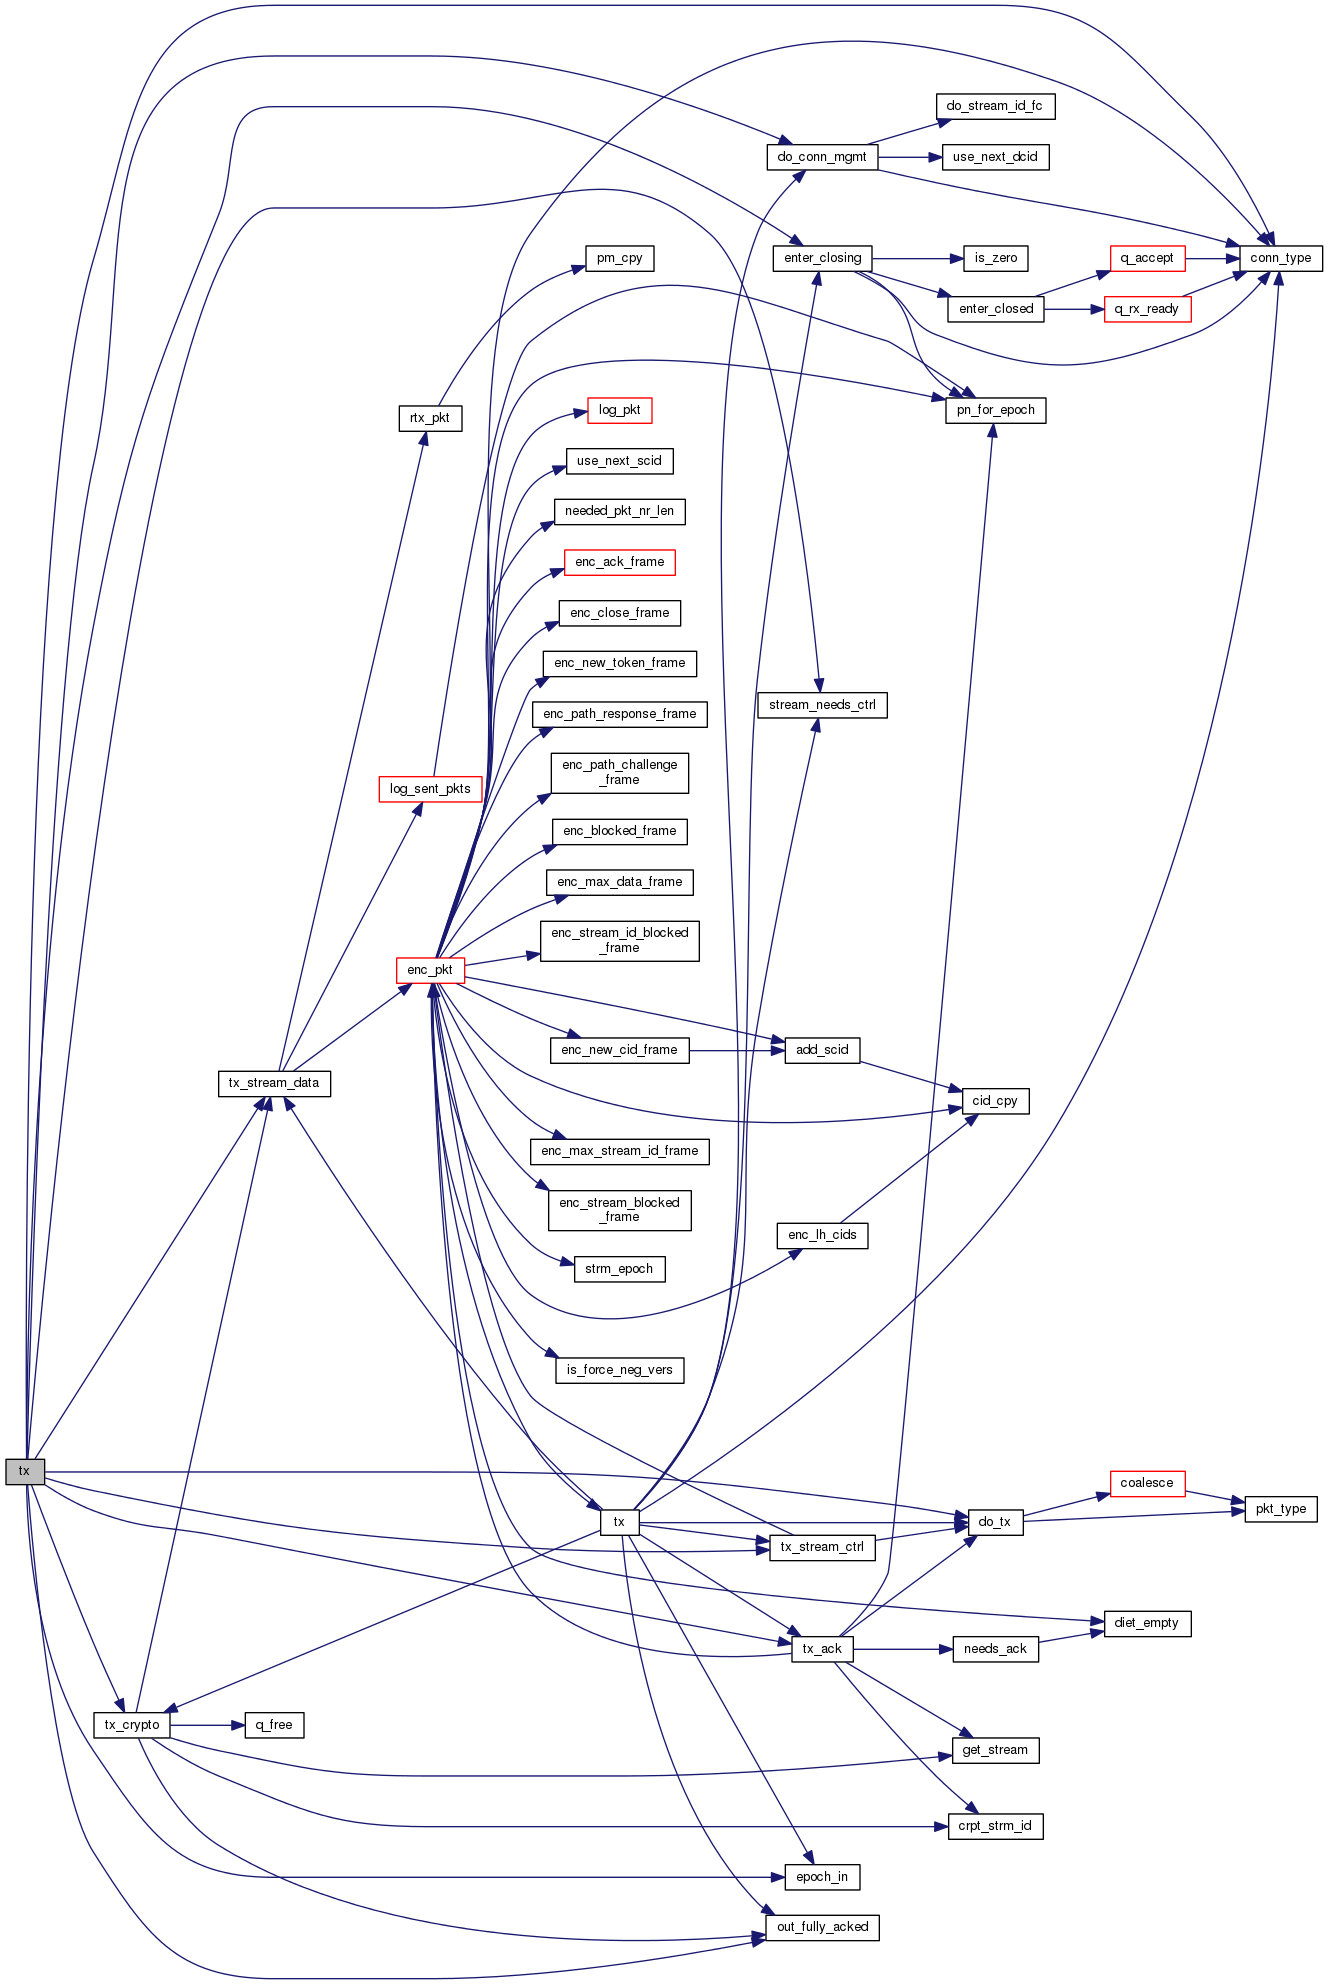 do_stream_id_fc
do_conn_mgmt
use_next_dcid
pm_cpy
enter_closing
is_zero
q_accept
conn_type
enter_closed
q_rx_ready
rtx_pkt
log_pkt
pn_for_epoch
use_next_scid
needed_pkt_nr_len
enc_ack_frame
enc_close_frame
enc_new_token_frame
stream_needs_ctrl
enc_path_response_frame
enc_path_challenge
_frame
log_sent_pkts
enc_blocked_frame
enc_max_data_frame
enc_stream_id_blocked
_frame
enc_pkt
enc_new_cid_frame
add_scid
tx_stream_data
cid_cpy
enc_max_stream_id_frame
enc_stream_blocked
_frame
enc_lh_cids
strm_epoch
is_force_neg_vers
tx
coalesce
pkt_type
tx
do_tx
tx_stream_ctrl
diet_empty
tx_ack
needs_ack
tx_crypto
q_free
get_stream
crpt_strm_id
epoch_in
out_fully_acked